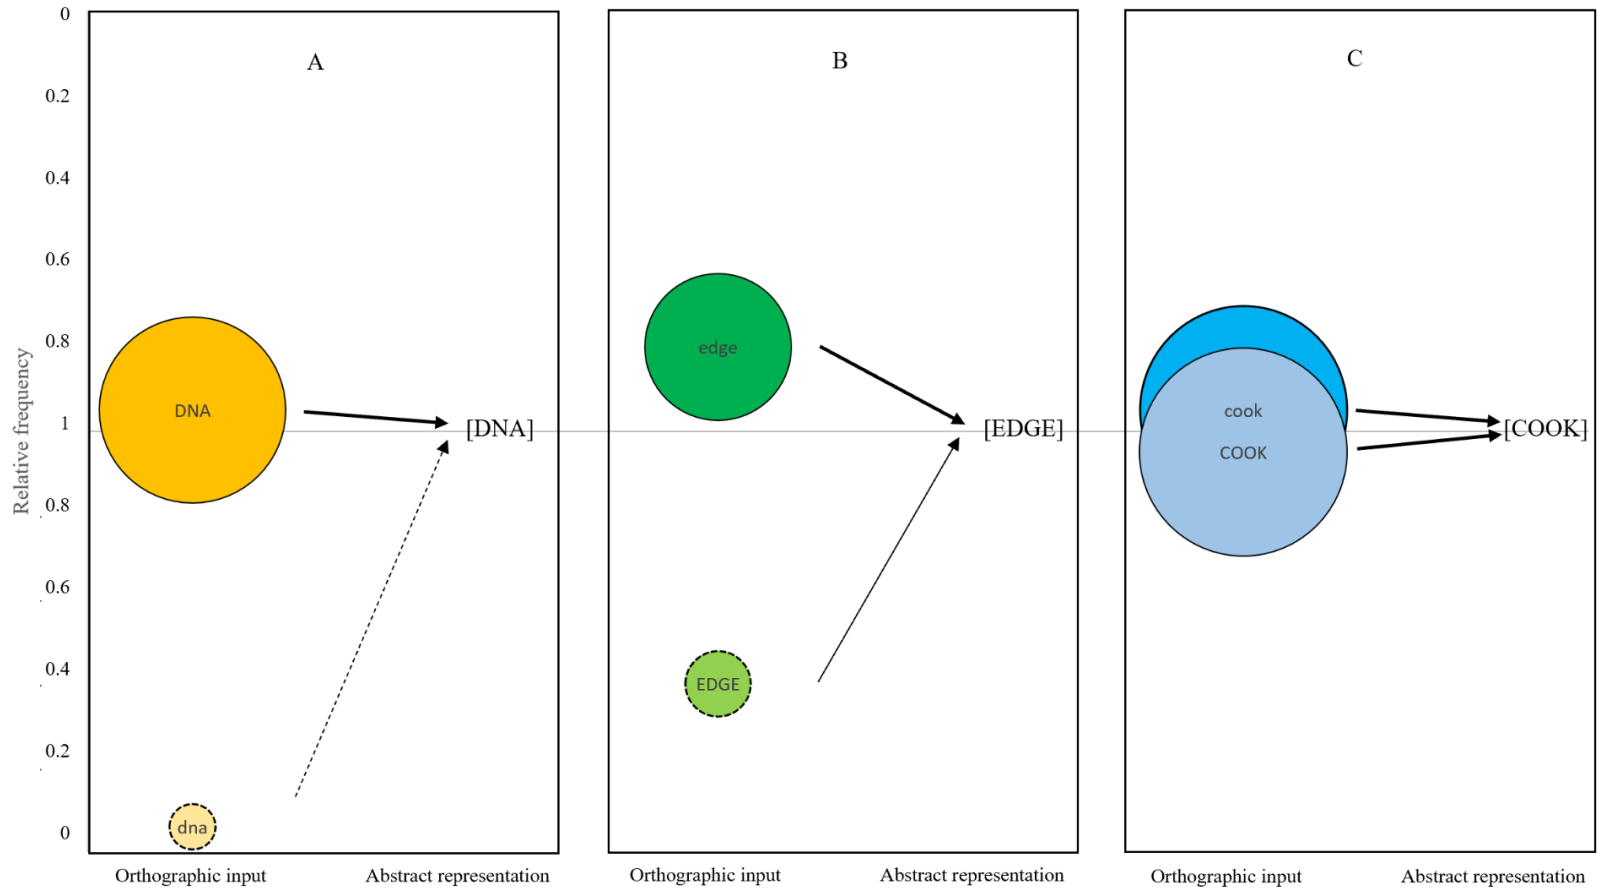 0
0.2
0.4
0.6
0.8
1
0.8
0.6
0.4
0.2
0
Relative frequency
A
DNA
[DNA]
dna
Orthographic input
Abstract representation
B
edge
[EDGE]
EDGE
Orthographic input
Abstract representation
C
cook
COOK
[COOK]
Orthographic input
Abstract representation